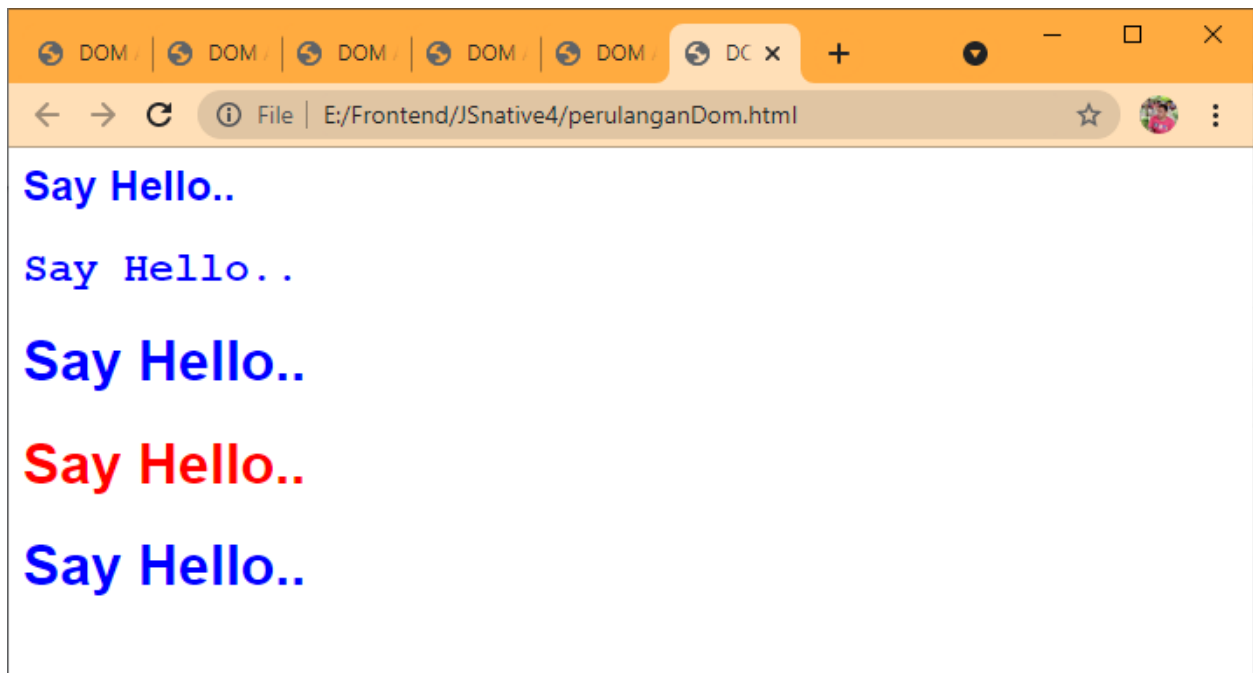 DOM DOM DOM DOM DOM DC
File E:/Frontend/JSnative4/perulanganDom.html
Say Hello..
Say Hello..
Say Hello..
Say Hello..
Say Hello..